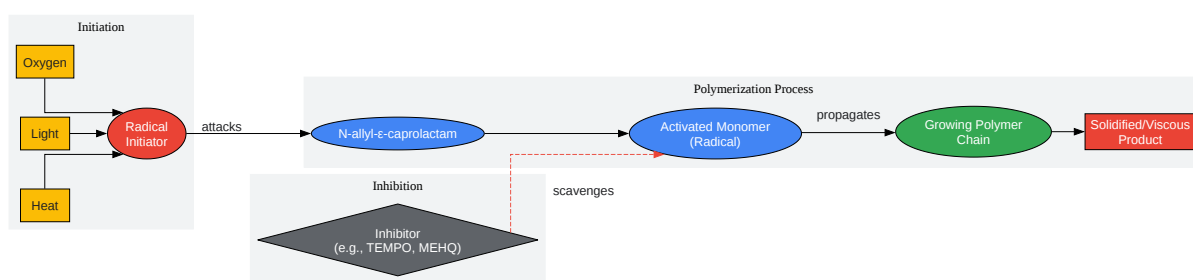 Initiation
Oxygen
Light
Heat
Radical
Initiator
attacks
Polymerization Process
N-allyl-ε-caprolactam
Activated Monomer
(Radical)
propagates
Growing Polymer
Chain
Solidified/Viscous
Product
Inhibition
Inhibitor
(e.g., TEMPO, MEHQ)
scavenges